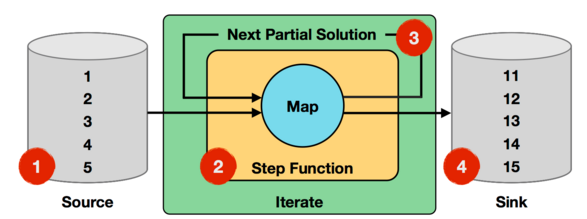 Next Partial Solution
3
1
2
3
4
5
1
Source
Map
2
Step Function
Iterate
11
12
13
14
15
4
Sink